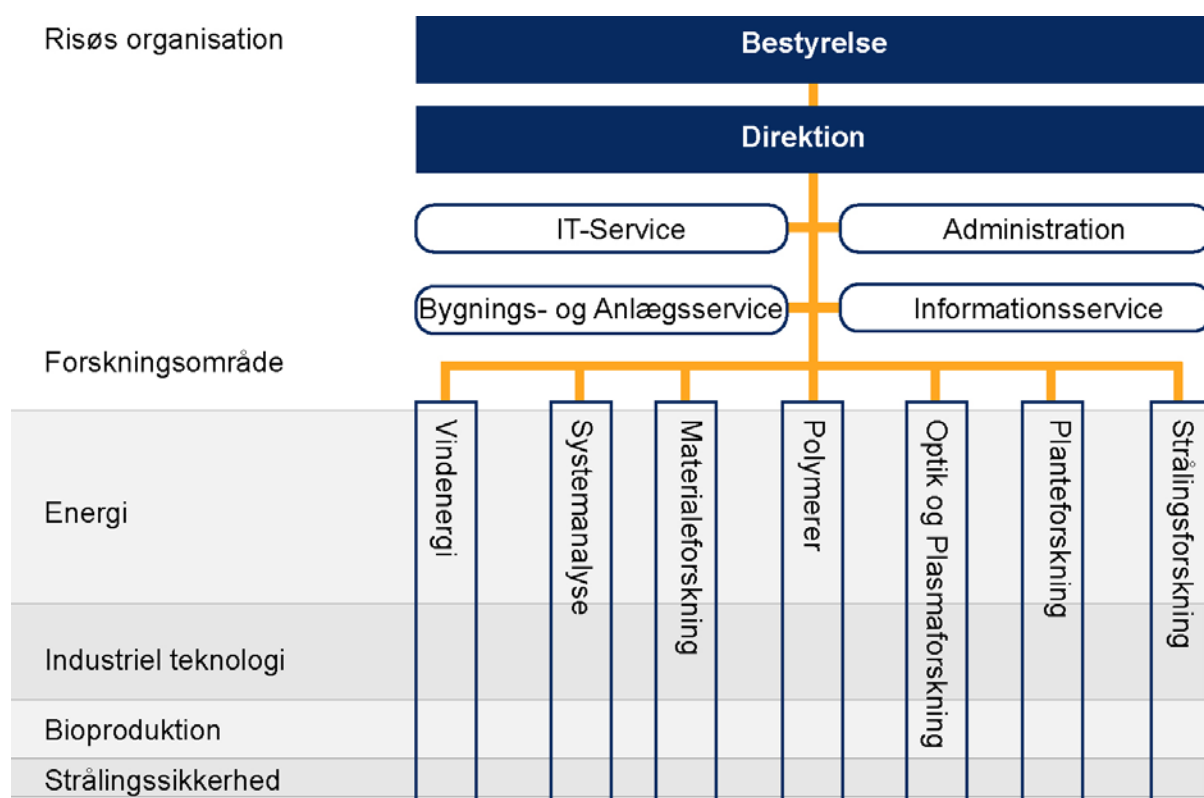 Risøs organisation
Bestyrelse
Direktion
IT-Service
Administration
Bygnings- og Anlægsservice
Informationsservice
Forskningsområde
Vindenergi
Systemanalyse
Materialeforskning
Polymerer
Optik og Plasmaforskning
Planteforskning
Strålingsforskning
Energi
Industriel teknologi
Bioproduktion
Strålingssikkerhed